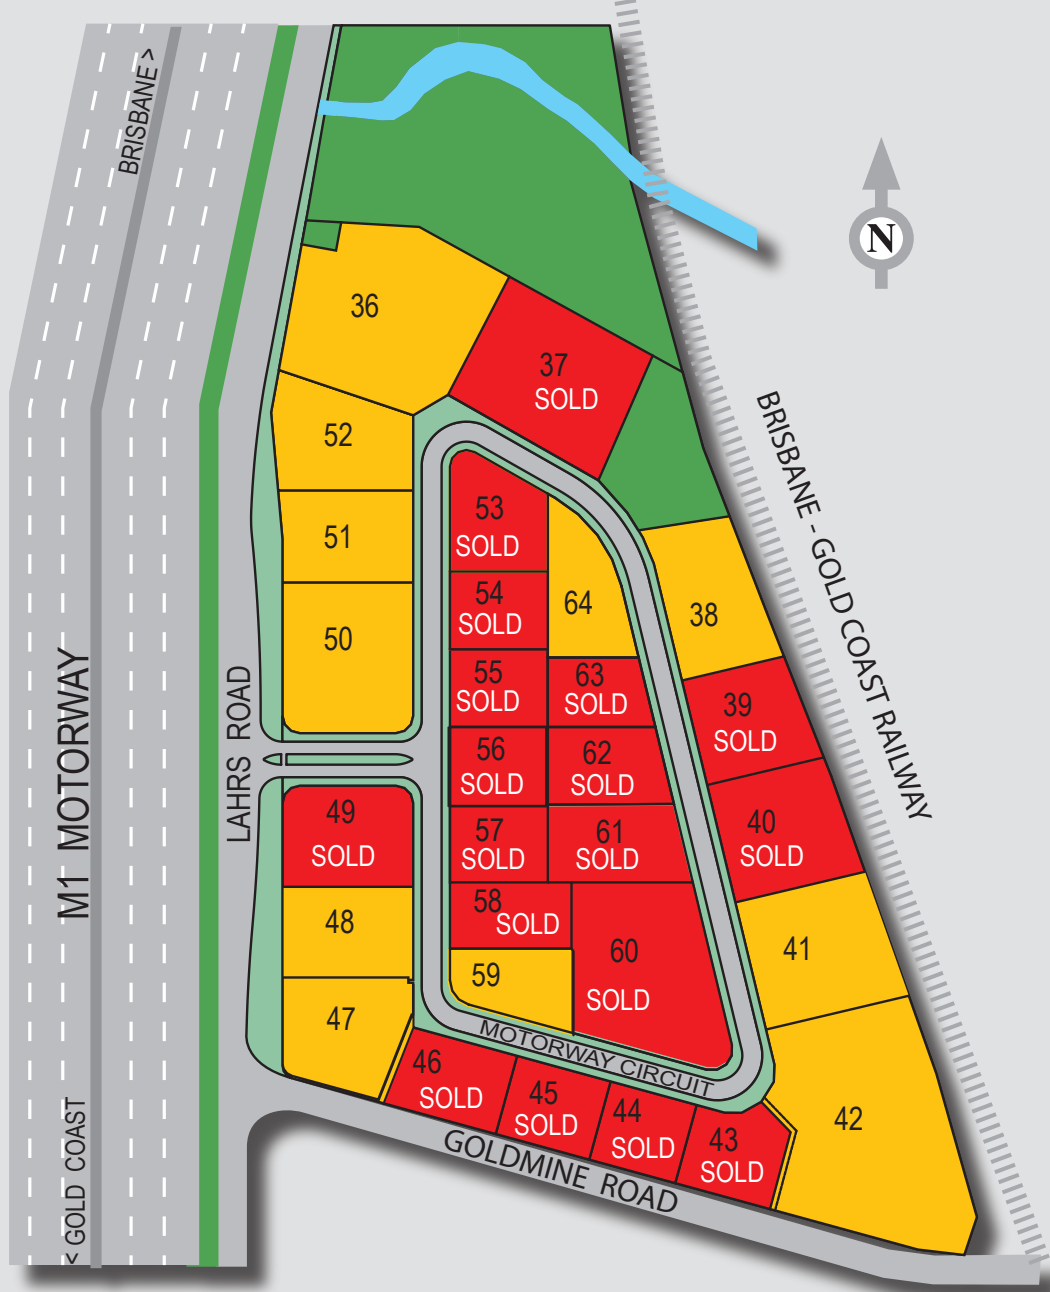 BRISBANE >
N
36
37
SOLD
52
BRISBANE - GOLD COAST RAILWAY
53
SOLD
51
54
SOLD
64
38
50
55
SOLD
63
SOLD
39
SOLD
M1 MOTORWAY
LAHRS ROAD
56
SOLD
62
SOLD
49
SOLD
57
SOLD
61
SOLD
40
SOLD
48
58
SOLD
60
SOLD
41
59
47
MOTORWAY CIRCUIT
46
SOLD
45
SOLD
44
SOLD
43
SOLD
42
GOLDMINE ROAD
< GOLD COAST